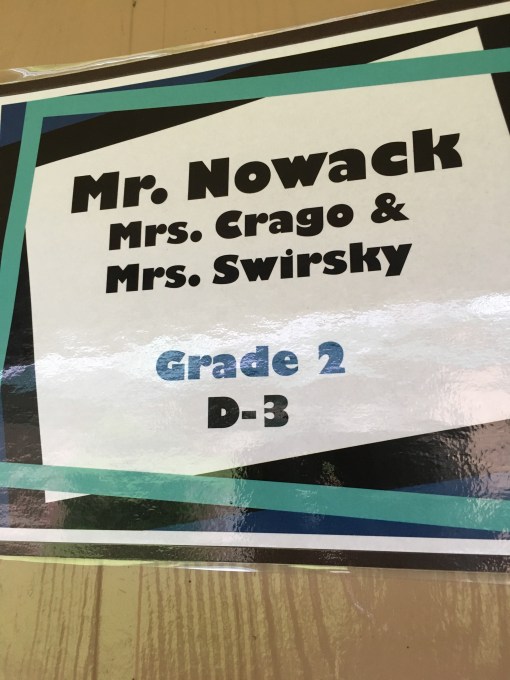 Mr. Nowack
Mrs. Crago &
Mrs. Swirsky
Grade 2
D-3